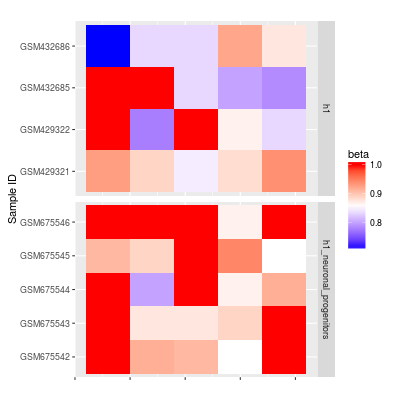 GSM432686
GSM432685
GSM429322
GSM429321
GSM675546
GSM675545
GSM675544
GSM675543
GSM675542
Sample ID
h1
h1_neuronal_progenitors
beta
1.0
0.9
0.8